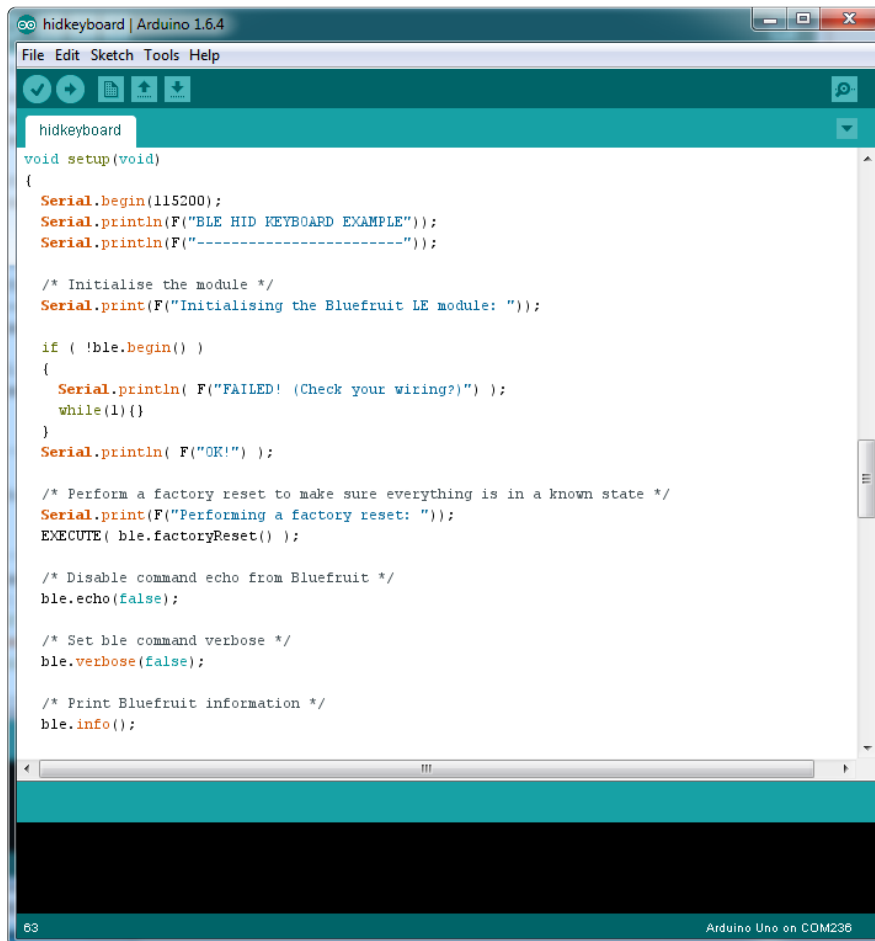 hidkeyboard | Arduino 1.6.4
File Edit Sketch Tools Help
hidkeyboard
void setup(void)
{
  Serial.begin(115200);
  Serial.println(F("BLE HID KEYBOARD EXAMPLE"));
  Serial.println(F("------------------------"));
  /* Initialise the module */
  Serial.print(F("Initialising the Bluefruit LE module: "));
  if ( !ble.begin() )
  {
    Serial.println( F("FAILED! (Check your wiring?)") );
    while(1){}
  }
  Serial.println( F("OK!") );
  /* Perform a factory reset to make sure everything is in a known state */
  Serial.print(F("Performing a factory reset: "));
  EXECUTE( ble.factoryReset() );
  /* Disable command echo from Bluefruit */
  ble.echo(false);
  /* Set ble command verbose */
  ble.verbose(false);
  /* Print Bluefruit information */
  ble.info();
63 Arduino Uno on COM236